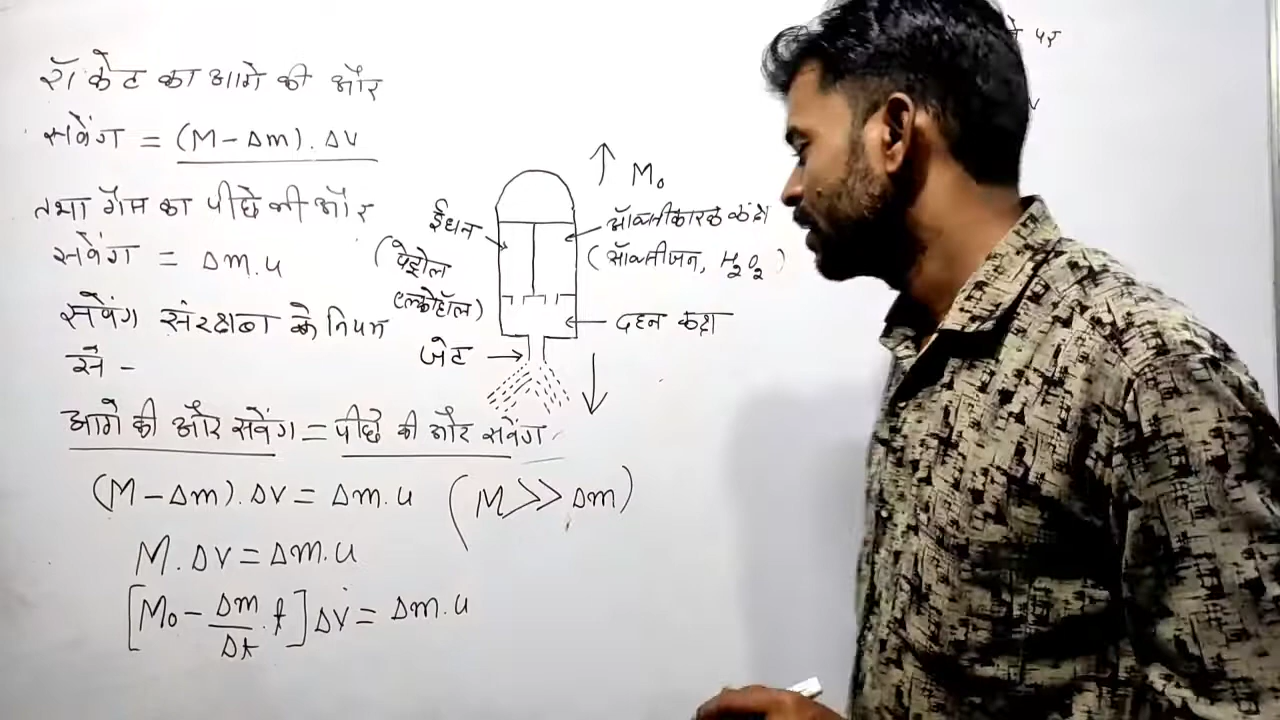 रॉकेट का आगे की ओर
संवेग = (M - Δm). Δv
तथा गैस का पीछे की ओर
संवेग = Δm.u
संवेग संरक्षण के नियम
से -
आगे की ओर संवेग = पीछे की ओर संवेग
(M - Δm). Δv = Δm.u (M >> Δm)
M. Δv = Δm.u
[M₀ - Δm/Δt . t] Δv = Δm.u
M₀
ईंधन
(पेट्रोल
एल्कोहॉल)
जेट
ऑक्सीकारक कक्ष
(ऑक्सीजन, H₂O₂)
दहन कक्ष
पर